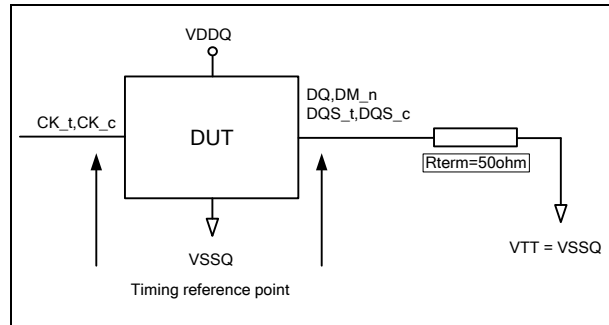 VDDQ
CK_t,CK_c
DUT
DQ,DM_n
DQS_t,DQS_c
Rterm=50ohm
VSSQ
VTT = VSSQ
Timing reference point